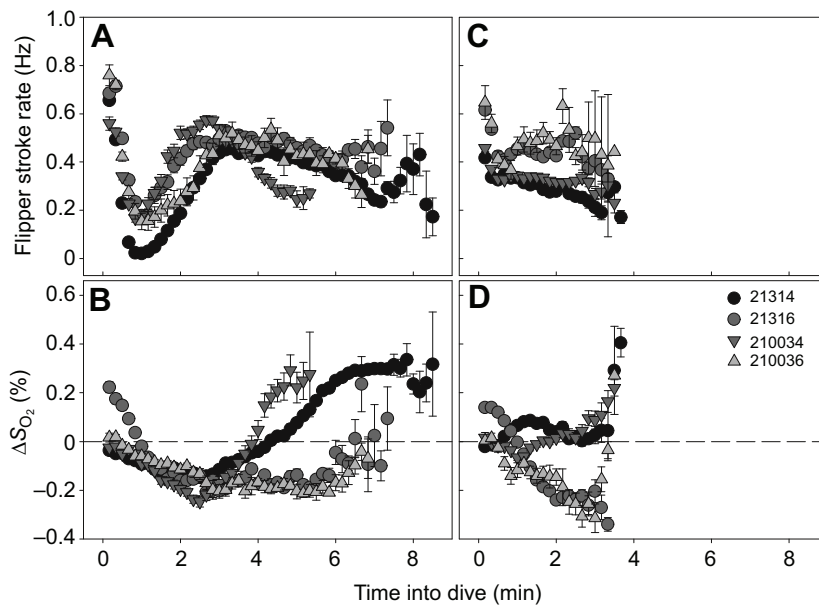 A
C
Flipper stroke rate (Hz)
1.0
0.8
0.6
0.4
0.2
0
B
D
21314
21316
210034
210036
ΔS_O₂ (%)
0.6
0.4
0.2
0
−0.2
−0.4
0 2 4 6 8 0 2 4 6 8
Time into dive (min)